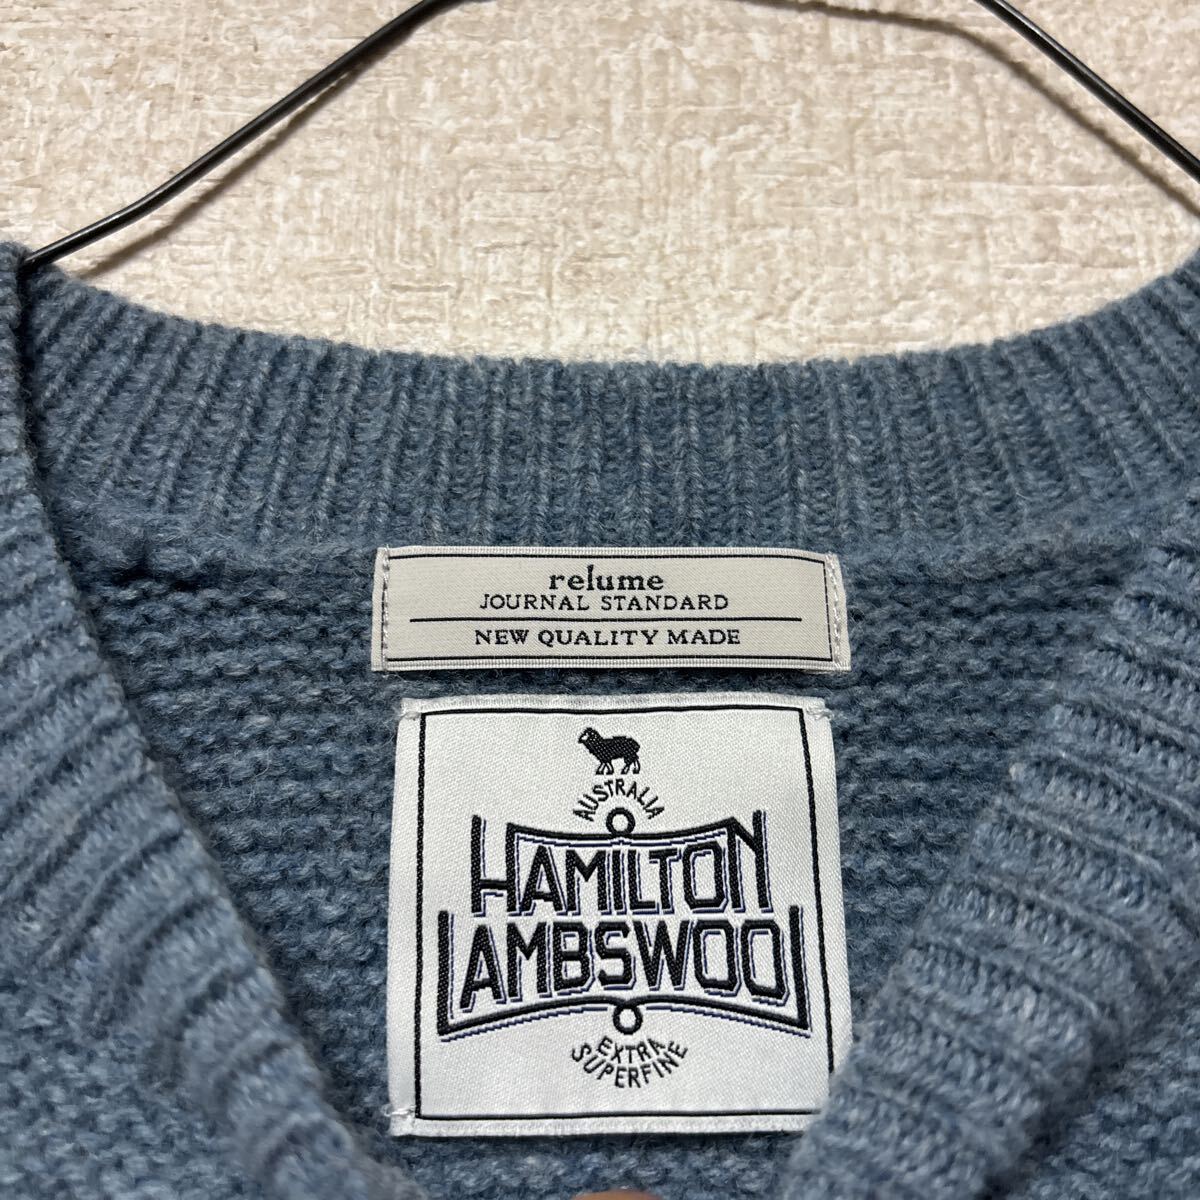 relume
JOURNAL STANDARD
NEW QUALITY MADE
AUSTRALIA
HAMILTON
LAMBSWOOL
EXTRA
SUPERFINE